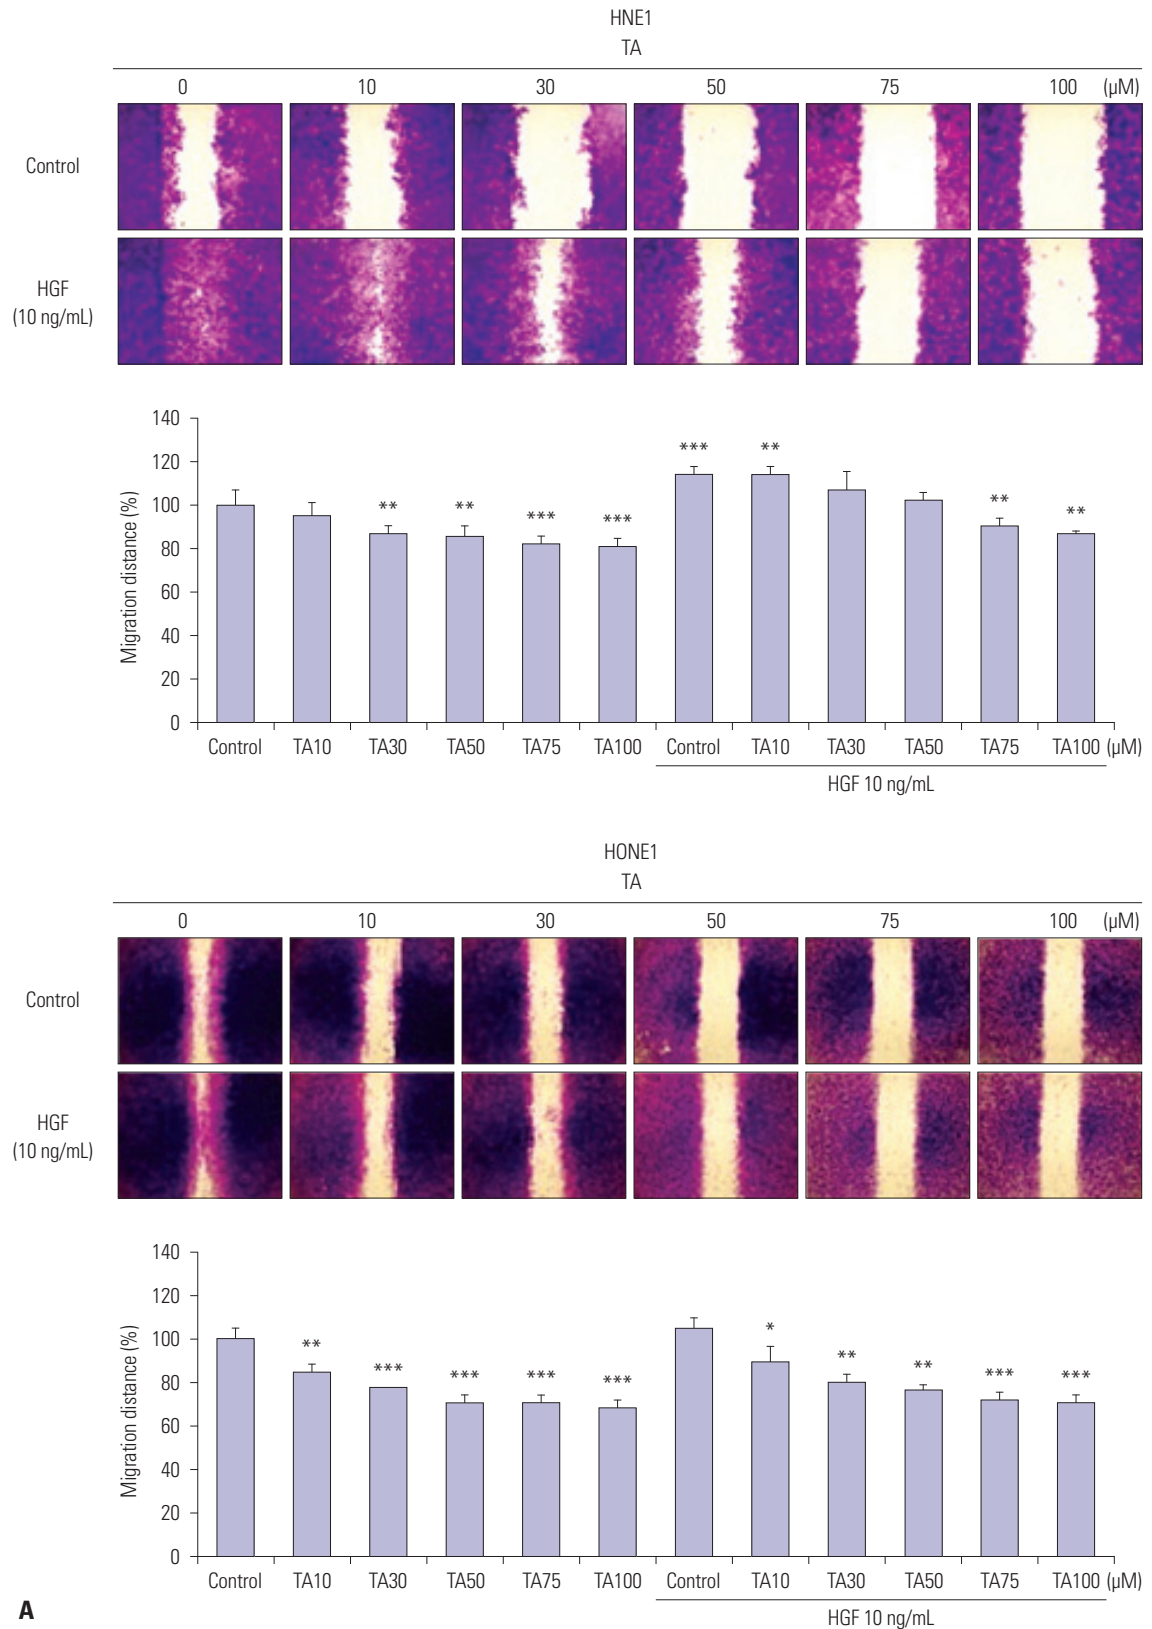 HNE1
TA
0 10 30 50 75 100 (µM)
Control
HGF
(10 ng/mL)
Migration distance (%)
140
120
100
80
60
40
20
0
*** **
** ** *** *** ** **
Control TA10 TA30 TA50 TA75 TA100 Control TA10 TA30 TA50 TA75 TA100 (µM)
HGF 10 ng/mL
HONE1
TA
0 10 30 50 75 100 (µM)
Control
HGF
(10 ng/mL)
Migration distance (%)
140
120
100
80
60
40
20
0
** *** *** *** *** * ** ** *** ***
Control TA10 TA30 TA50 TA75 TA100 Control TA10 TA30 TA50 TA75 TA100 (µM)
HGF 10 ng/mL
A